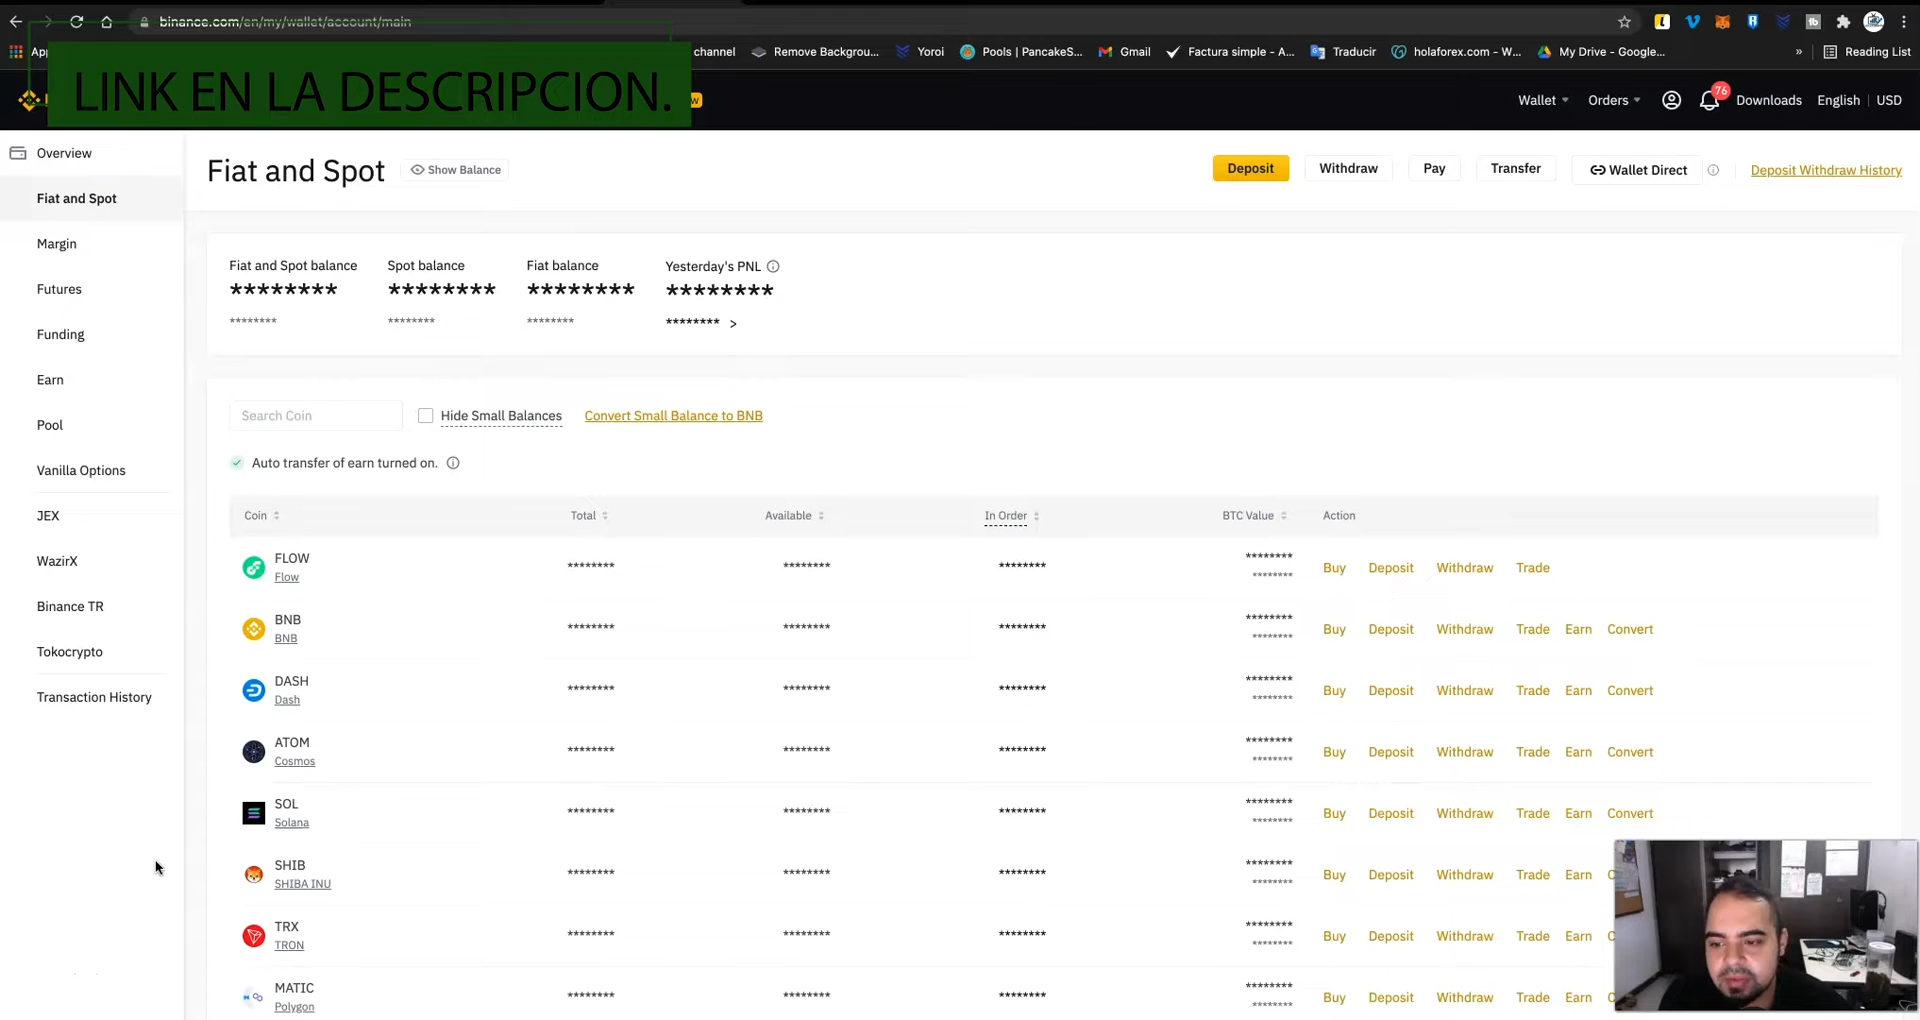 binance.com/en/my/wallet/account/main
channel Remove Backgrou... Yoroi Pools | PancakeS... Gmail Factura simple - A... Traducir holaforex.com - W... My Drive - Google... » Reading List
LINK EN LA DESCRIPCION.
Wallet Orders 76 Downloads English | USD
Overview
Fiat and Spot
Margin
Futures
Funding
Earn
Pool
Vanilla Options
JEX
WazirX
Binance TR
Tokocrypto
Transaction History
Fiat and Spot Show Balance Deposit Withdraw Pay Transfer Wallet Direct Deposit Withdraw History
Fiat and Spot balance Spot balance Fiat balance Yesterday's PNL
******** ******** ******** ********
******** ******** ******** ******** >
Search Coin Hide Small Balances Convert Small Balance to BNB
Auto transfer of earn turned on.
Coin Total Available In Order BTC Value Action
FLOW ********
Flow ******** ******** ******** ******** Buy Deposit Withdraw Trade
BNB ********
BNB ******** ******** ******** ******** Buy Deposit Withdraw Trade Earn Convert
DASH ********
Dash ******** ******** ******** ******** Buy Deposit Withdraw Trade Earn Convert
ATOM ********
Cosmos ******** ******** ******** ******** Buy Deposit Withdraw Trade Earn Convert
SOL ********
Solana ******** ******** ******** ******** Buy Deposit Withdraw Trade Earn Convert
SHIB ********
SHIBA INU ******** ******** ******** ******** Buy Deposit Withdraw Trade Earn
TRX ********
TRON ******** ******** ******** ******** Buy Deposit Withdraw Trade Earn
MATIC ********
Polygon ******** ******** ******** ******** Buy Deposit Withdraw Trade Earn